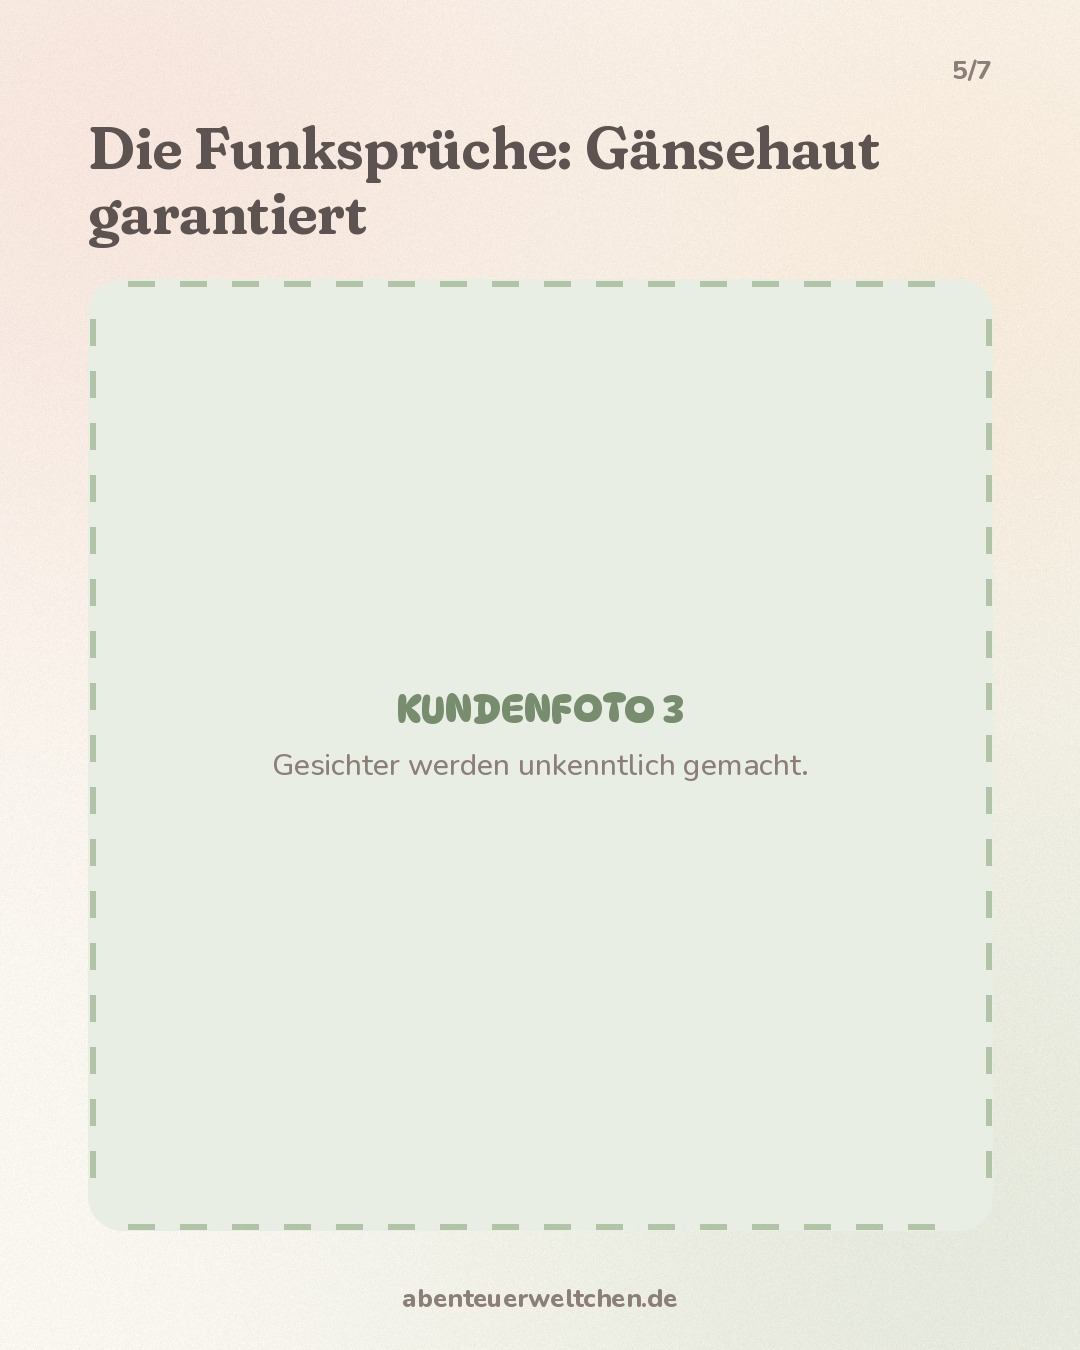 5/7
Die Funksprüche: Gänsehaut
garantiert
KUNDENFOTO 3
Gesichter werden unkenntlich gemacht.
abenteuerweltchen.de